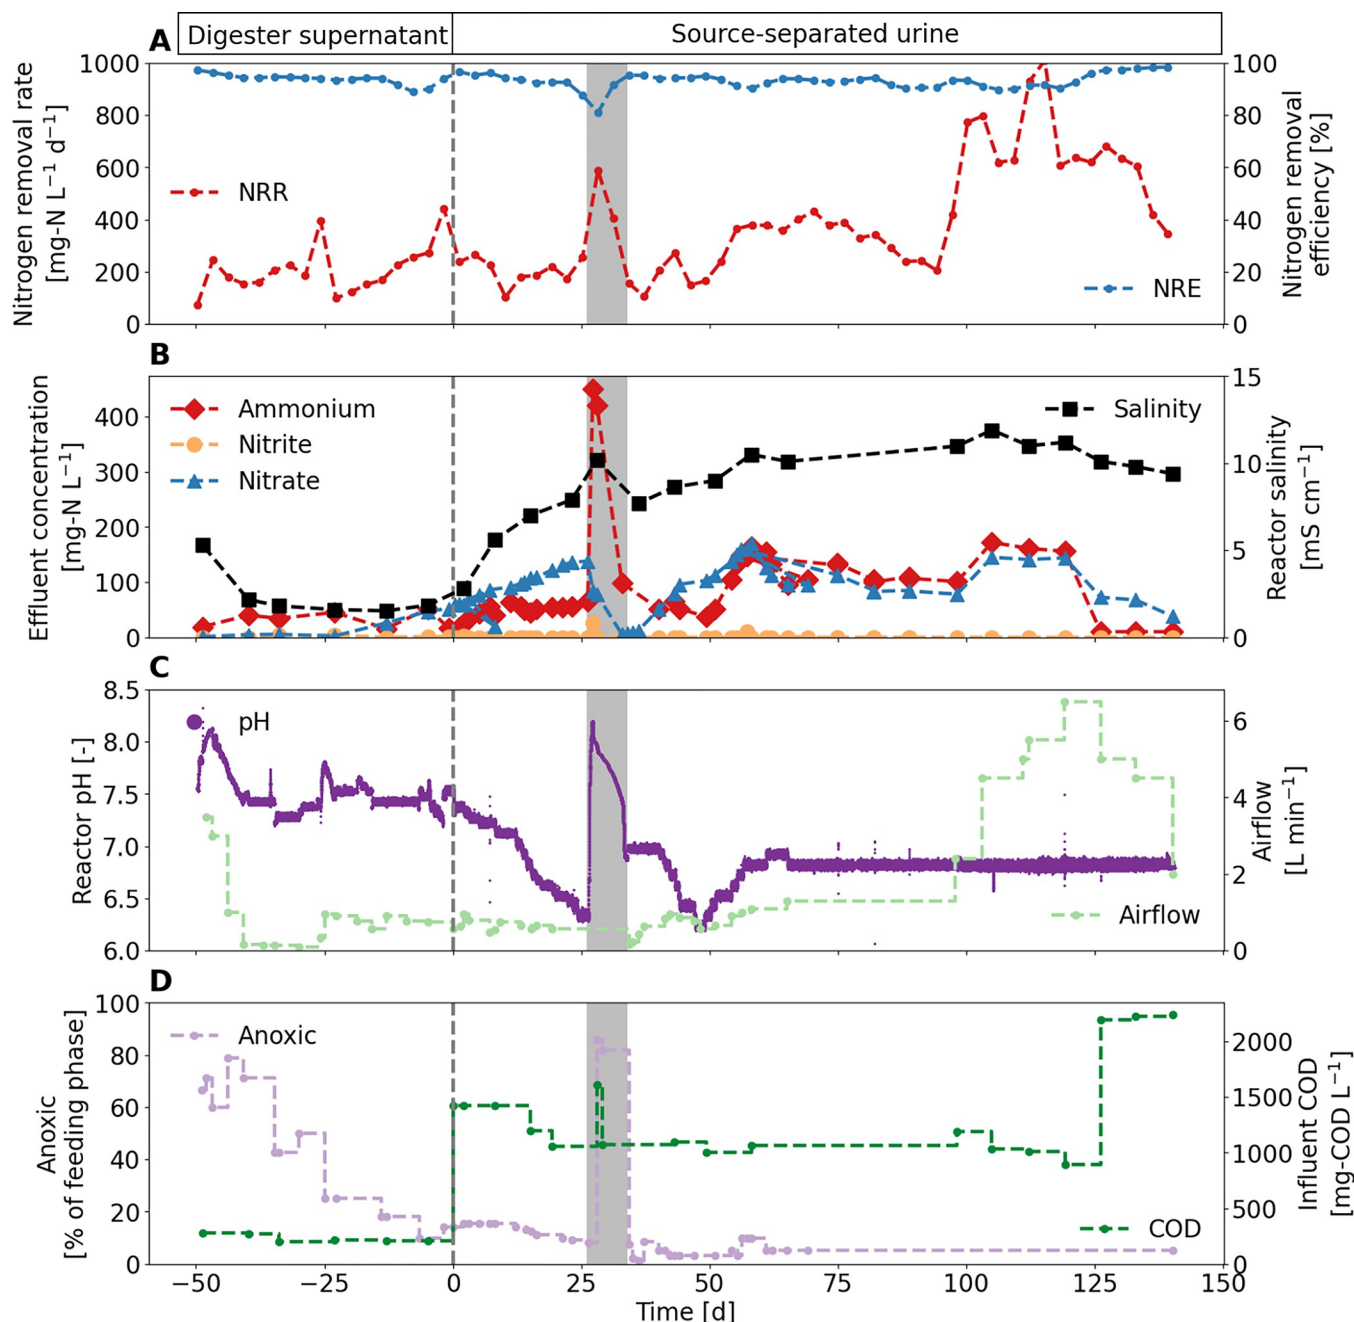 Digester supernatant
Source-separated urine
A
Nitrogen removal rate
[mg-N L⁻¹ d⁻¹]
1000
800
600
400
200
0
NRR
NRE
100
80
60
40
20
0
Nitrogen removal
efficiency [%]
B
Effluent concentration
[mg-N L⁻¹]
400
300
200
100
0
Ammonium
Nitrite
Nitrate
Salinity
15
10
5
0
Reactor salinity
[mS cm⁻¹]
C
Reactor pH [-]
8.5
8.0
7.5
7.0
6.5
6.0
pH
Airflow
6
4
2
0
Airflow
[L min⁻¹]
D
Anoxic
[% of feeding phase]
100
80
60
40
20
0
Anoxic
COD
2000
1500
1000
500
0
Influent COD
[mg-COD L⁻¹]
−50 −25 0 25 50 75 100 125 150
Time [d]